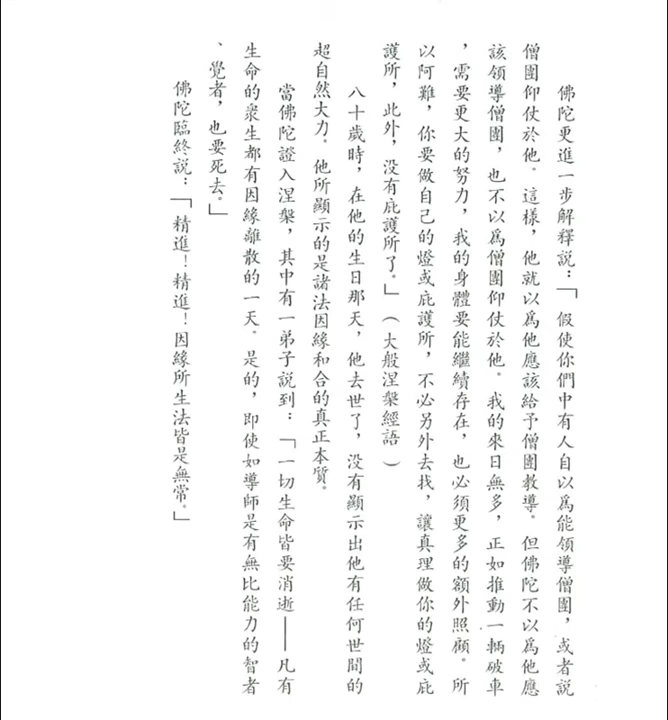 佛陀更進一步解釋說：「假使你們中有人自以爲能領導僧團，或者說
僧團仰仗於他。這樣，他就以爲他應該給予僧團教導。但佛陀不以爲他應
該領導僧團，也不以爲僧團仰仗於他。我的來日無多，正如推動一輛破車
，需要更大的努力，我的身體要能繼續存在，也必須更多的額外照顧。所
以阿難，你要做自己的燈或庇護所，不必另外去找，讓真理做你的燈或庇
護所，此外，没有庇護所了。」（大般涅槃經語）
八十歲時，在他的生日那天，他去世了，没有顯示出他有任何世間的
超自然大力。他所顯示的是諸法因緣和合的真正本質。
當佛陀證入涅槃，其中有一弟子説到：「一切生命皆要消逝——凡有
生命的衆生都有因緣離散的一天。是的，即使如導師是有無比能力的智者
、覺者，也要死去。」
佛陀臨終説：「精進！精進！因緣所生法皆是無常。」